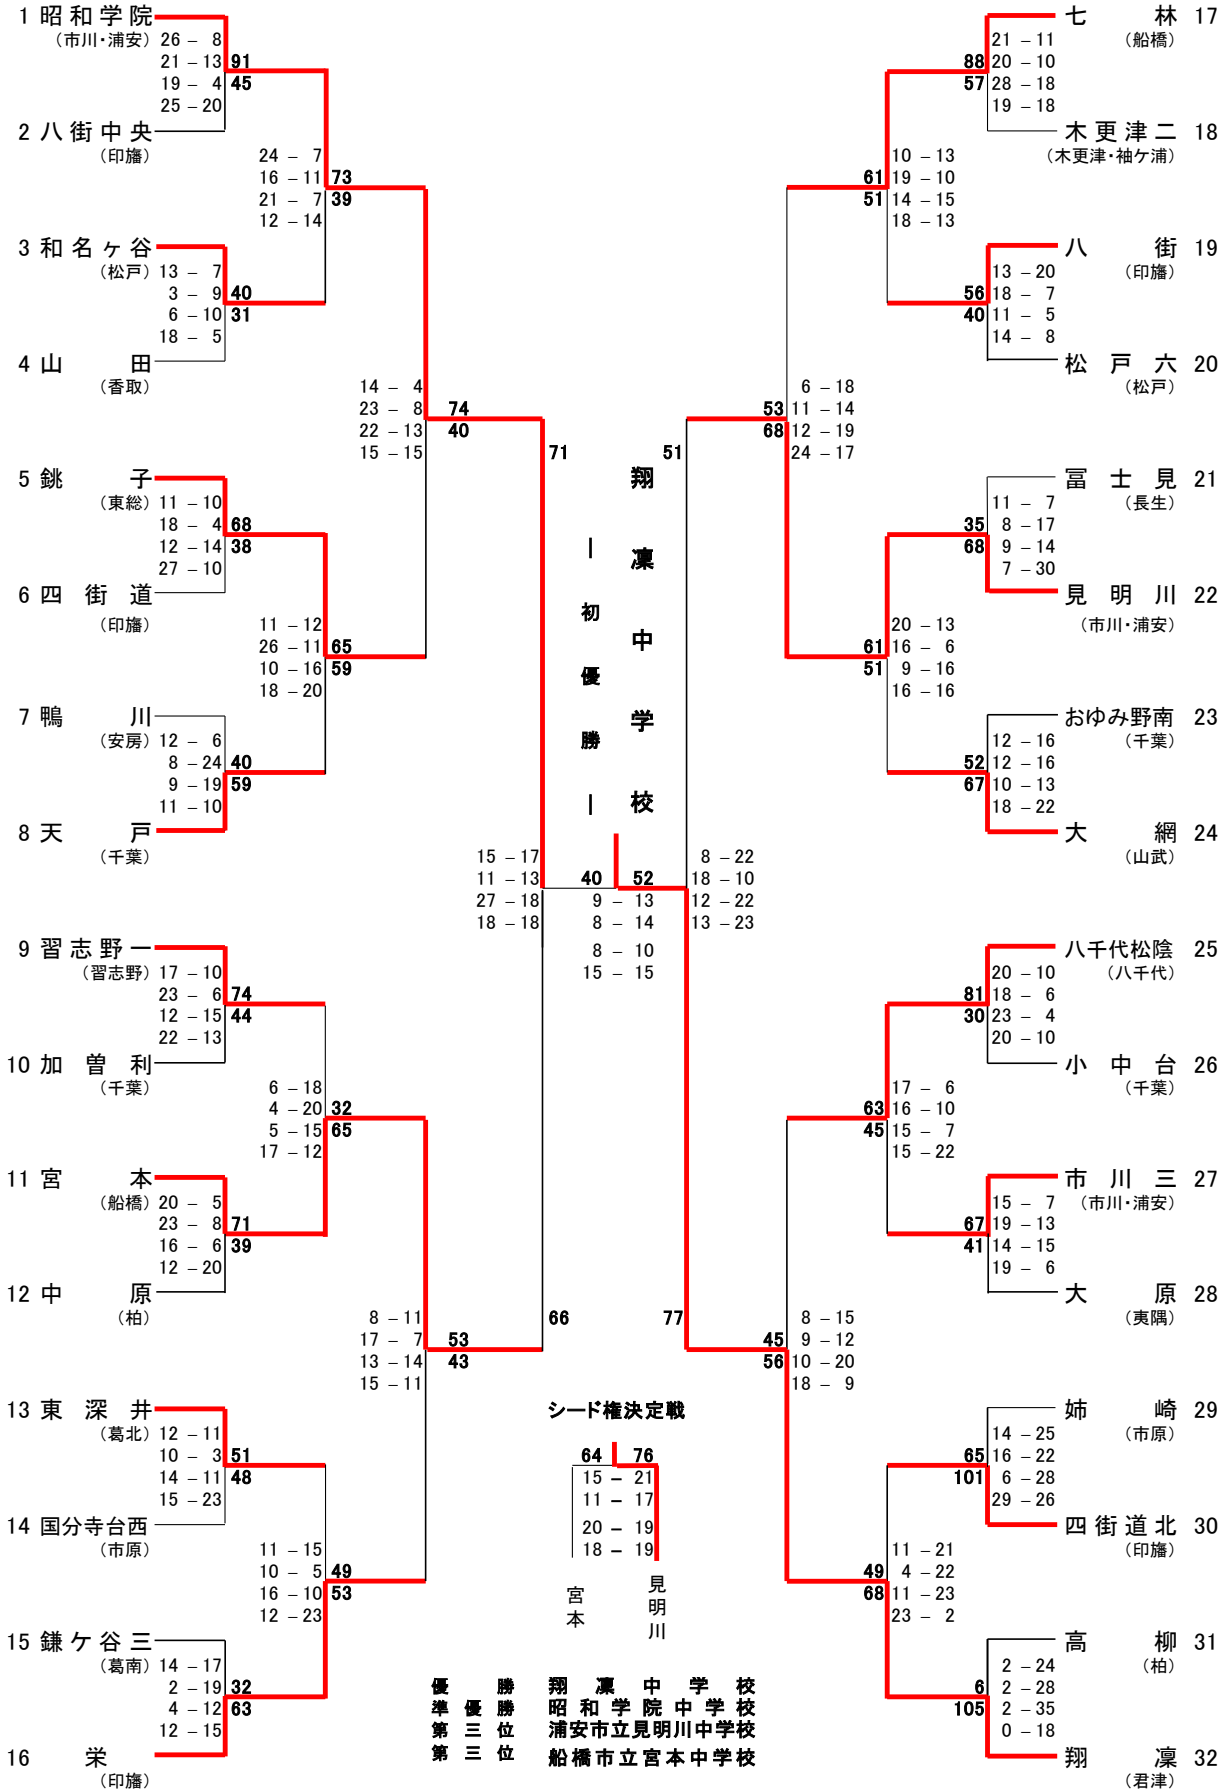 1 昭和学院
(市川・浦安)
26 － 8
21 －13
19 － 4
25 －20
91
45
2 八街中央
(印旛)
24 － 7
16 －11
21 － 7
12 －14
73
39
3 和名ヶ谷
(松戸)
13 － 7
3 － 9
6 －10
18 － 5
40
31
4 山田
(香取)
14 － 4
23 － 8
22 －13
15 －15
74
40
5 銚子
(東総)
11 －10
18 － 4
12 －14
27 －10
68
38
6 四街道
(印旛)
11 －12
26 －11
10 －16
18 －20
65
59
7 鴨川
(安房)
12 － 6
8 －24
9 －19
11 －10
40
59
8 天戸
(千葉)
15 －17
11 －13
27 －18
18 －18
71
66
9 習志野一
(習志野)
17 －10
23 － 6
12 －15
22 －13
74
44
10 加曽利
(千葉)
6 －18
4 －20
5 －15
17 －12
32
65
11 宮本
(船橋)
20 － 5
23 － 8
16 － 6
12 －20
71
39
12 中原
(柏)
8 －11
17 － 7
13 －14
15 －11
53
43
13 東深井
(葛北)
12 －11
10 － 3
14 －11
15 －23
51
48
14 国分寺台西
(市原)
11 －15
10 － 5
16 －10
12 －23
49
53
15 鎌ケ谷三
(葛南)
14 －17
2 －19
4 －12
12 －15
32
63
16 栄
(印旛)
翔凜中学校
｜初優勝｜
40 52
9 － 13
8 － 14
8 － 10
15 － 15
七林 17
(船橋)
21 －11
20 －10
28 －18
19 －18
88
57
木更津二 18
(木更津・袖ケ浦)
10 －13
19 －10
14 －15
18 －13
61
51
八街 19
(印旛)
13 －20
18 － 7
11 － 5
14 － 8
56
40
松戸六 20
(松戸)
6 －18
11 －14
12 －19
24 －17
53
68
冨士見 21
(長生)
11 － 7
8 －17
9 －14
7 －30
35
68
見明川 22
(市川・浦安)
20 －13
16 － 6
9 －16
16 －16
61
51
おゆみ野南 23
(千葉)
12 －16
12 －16
10 －13
18 －22
52
67
大網 24
(山武)
8 －22
18 －10
12 －22
13 －23
51
77
八千代松陰 25
(八千代)
20 －10
18 － 6
23 － 4
20 －10
81
30
小中台 26
(千葉)
17 － 6
16 －10
15 － 7
15 －22
63
45
市川三 27
(市川・浦安)
15 － 7
19 －13
14 －15
19 － 6
67
41
大原 28
(夷隅)
8 －15
9 －12
10 －20
18 － 9
45
56
姉崎 29
(市原)
14 －25
16 －22
6 －28
29 －26
65
101
四街道北 30
(印旛)
11 －21
4 －22
11 －23
23 － 2
49
68
高柳 31
(柏)
2 －24
2 －28
2 －35
0 －18
6
105
翔凜 32
(君津)
シード権決定戦
64 76
15 － 21
11 － 17
20 － 19
18 － 19
宮本
見明川
優勝 翔凜中学校
準優勝 昭和学院中学校
第三位 浦安市立見明川中学校
第三位 船橋市立宮本中学校